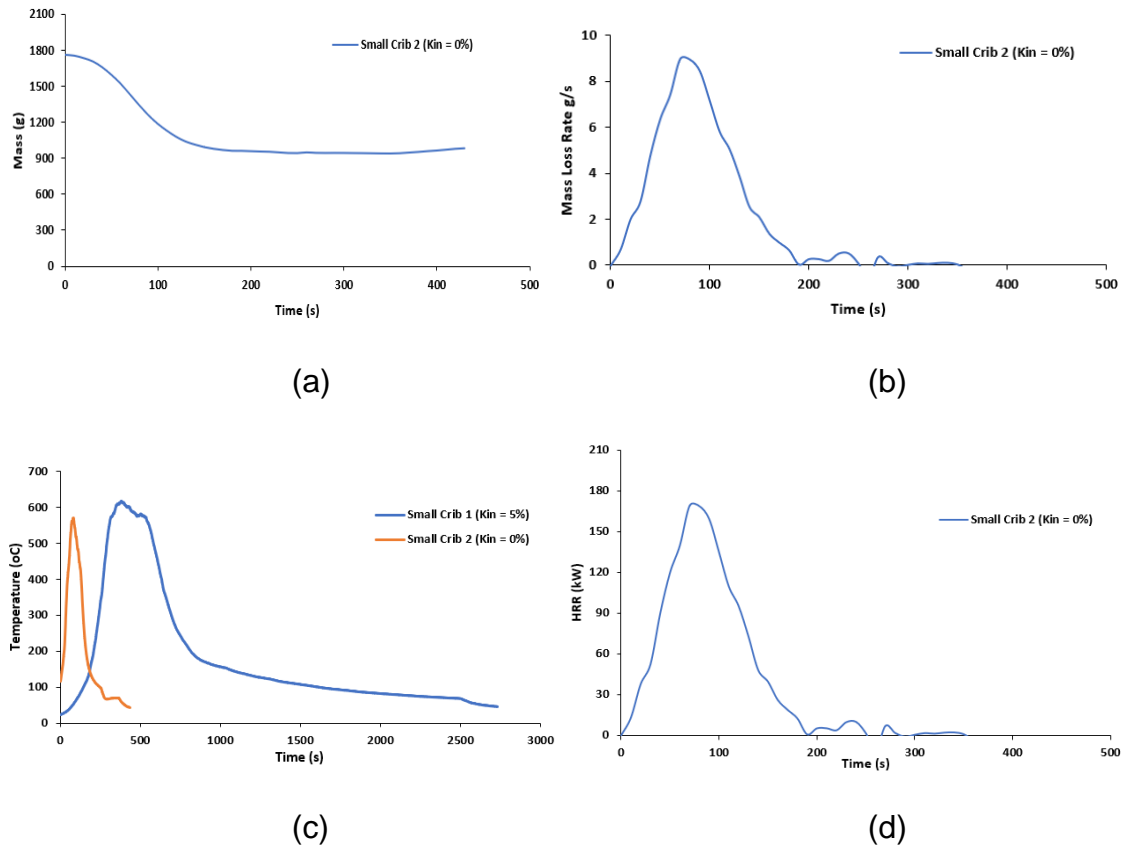 2100
1800
1500
1200
900
600
300
0
Mass (g)
Small Crib 2 (Kin = 0%)
0 100 200 300 400 500
Time (s)
(a)
10
8
6
4
2
0
Mass Loss Rate g/s
Small Crib 2 (Kin = 0%)
0 100 200 300 400 500
Time (s)
(b)
700
600
500
400
300
200
100
0
Temperature (oC)
Small Crib 1 (Kin = 5%)
Small Crib 2 (Kin = 0%)
0 500 1000 1500 2000 2500 3000
Time (s)
(c)
210
180
150
120
90
60
30
0
HRR (kW)
Small Crib 2 (Kin = 0%)
0 100 200 300 400 500
Time (s)
(d)